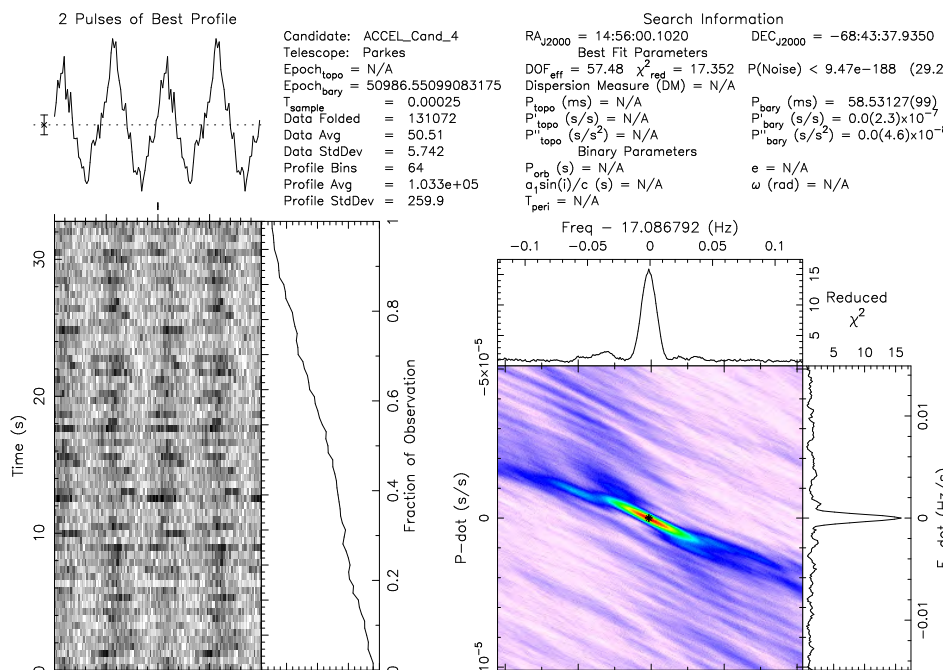 2 Pulses of Best Profile
Search Information
Candidate: ACCEL_Cand_4
Telescope: Parkes
Epoch_topo = N/A
Epoch_bary = 50986.55099083175
T_sample = 0.00025
Data Folded = 131072
Data Avg = 50.51
Data StdDev = 5.742
Profile Bins = 64
Profile Avg = 1.033e+05
Profile StdDev = 259.9
RA_J2000 = 14:56:00.1020
DEC_J2000 = −68:43:37.9350
Best Fit Parameters
DOF_eff = 57.48 χ²_red = 17.352 P(Noise) < 9.47e−188 (29.2
Dispersion Measure (DM) = N/A
P_topo (ms) = N/A
P_bary (ms) = 58.53127(99)
P'_topo (s/s) = N/A
P'_bary (s/s) = 0.0(2.3)x10⁻⁷
P''_topo (s/s²) = N/A
P''_bary (s/s²) = 0.0(4.6)x10⁻⁸
Binary Parameters
P_orb (s) = N/A
e = N/A
a₁sin(i)/c (s) = N/A
ω (rad) = N/A
T_peri = N/A
Freq − 17.086792 (Hz)
−0.1 −0.05 0 0.05 0.1
5 10 15
Reduced
χ²
5 10 15
−5×10⁻⁵
0
10⁻⁵
P−dot (s/s)
0.01
0
−0.01
Time (s)
0 10 20 30
Fraction of Observation
0 0.2 0.4 0.6 0.8 1